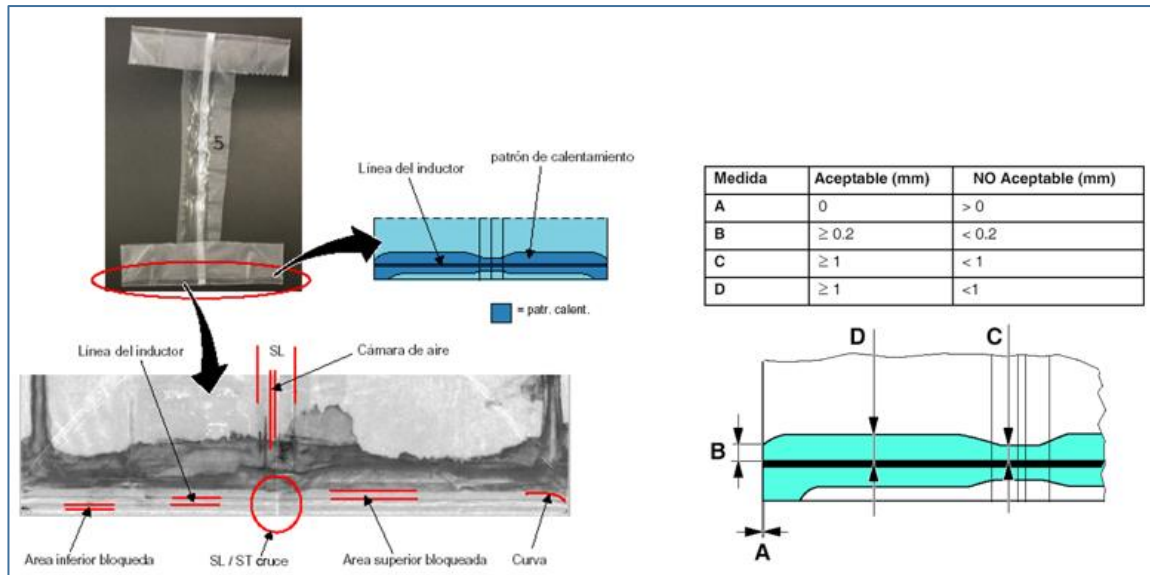 5
Línea del inductor
patrón de calentamiento
= patr. calent.
Línea del inductor
SL
Cámara de aire
Area inferior bloqueda
SL / ST cruce
Area superior bloqueada
Curva
Medida Aceptable (mm) NO Aceptable (mm)
A 0 > 0
B ≥ 0.2 < 0.2
C ≥ 1 < 1
D ≥ 1 <1
D C
B
A